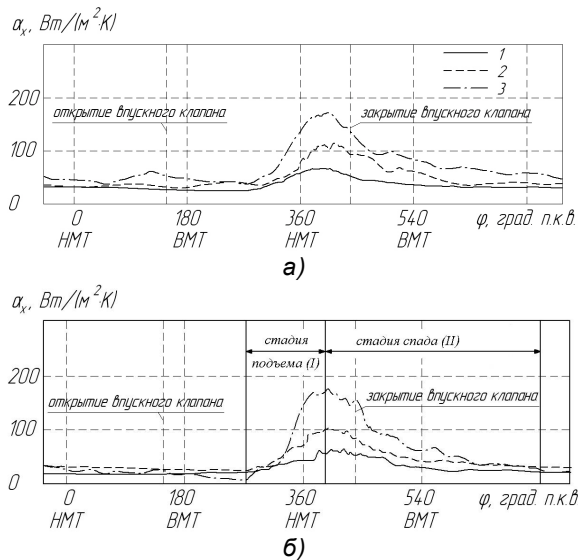 αx, Вт/(м²·К)
1
2
3
200
открытие впускного клапана
закрытие впускного клапана
100
0
0 180 360 540 φ, град. п.к.в.
НМТ ВМТ НМТ ВМТ
а)
αx, Вт/(м²·К)
стадия
стадия спада (II)
подъема (I)
200
открытие впускного клапана
закрытие впускного клапана
100
0
0 180 360 540 φ, град. п.к.в.
НМТ ВМТ НМТ ВМТ
б)